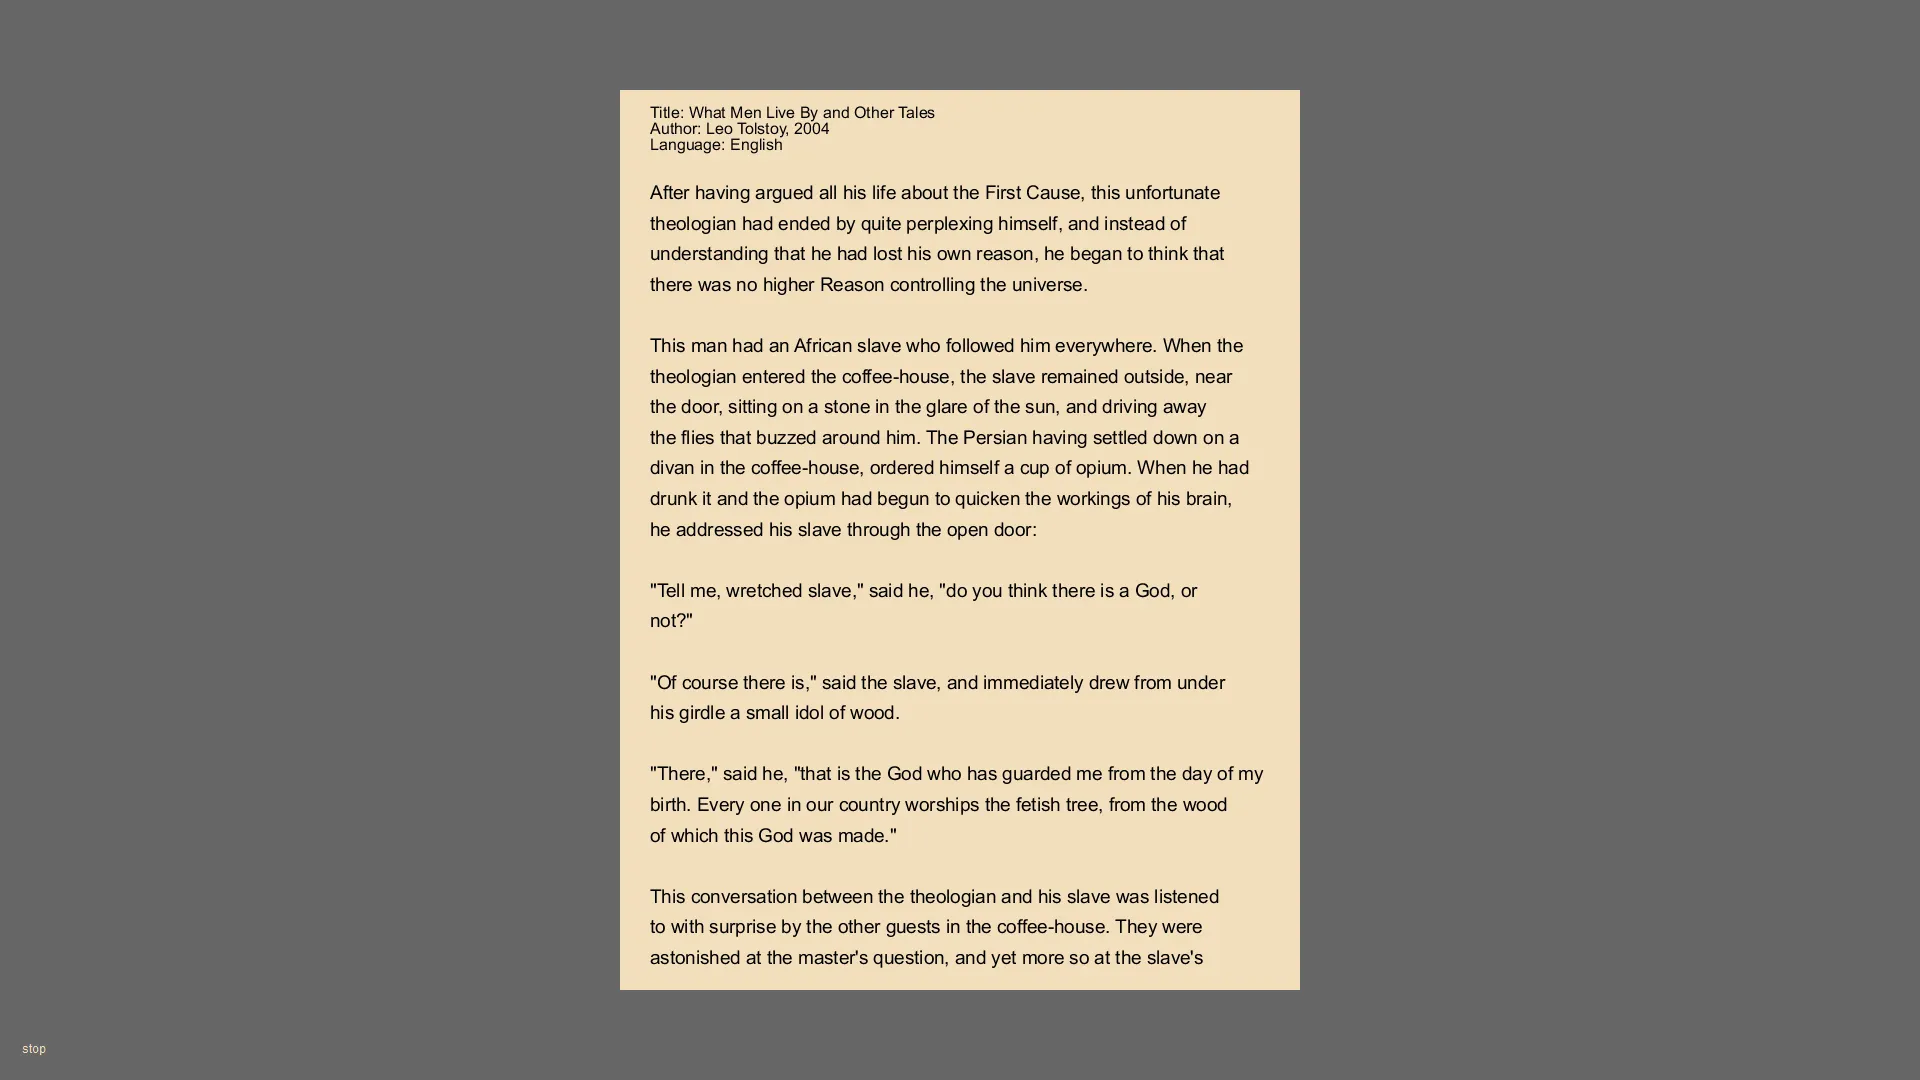 Title: What Men Live By and Other Tales
Author: Leo Tolstoy, 2004
Language: English
After having argued all his life about the First Cause, this unfortunate
theologian had ended by quite perplexing himself, and instead of
understanding that he had lost his own reason, he began to think that
there was no higher Reason controlling the universe.
This man had an African slave who followed him everywhere. When the
theologian entered the coffee-house, the slave remained outside, near
the door, sitting on a stone in the glare of the sun, and driving away
the flies that buzzed around him. The Persian having settled down on a
divan in the coffee-house, ordered himself a cup of opium. When he had
drunk it and the opium had begun to quicken the workings of his brain,
he addressed his slave through the open door:
"Tell me, wretched slave," said he, "do you think there is a God, or
not?"
"Of course there is," said the slave, and immediately drew from under
his girdle a small idol of wood.
"There," said he, "that is the God who has guarded me from the day of my
birth. Every one in our country worships the fetish tree, from the wood
of which this God was made."
This conversation between the theologian and his slave was listened
to with surprise by the other guests in the coffee-house. They were
astonished at the master's question, and yet more so at the slave's
stop